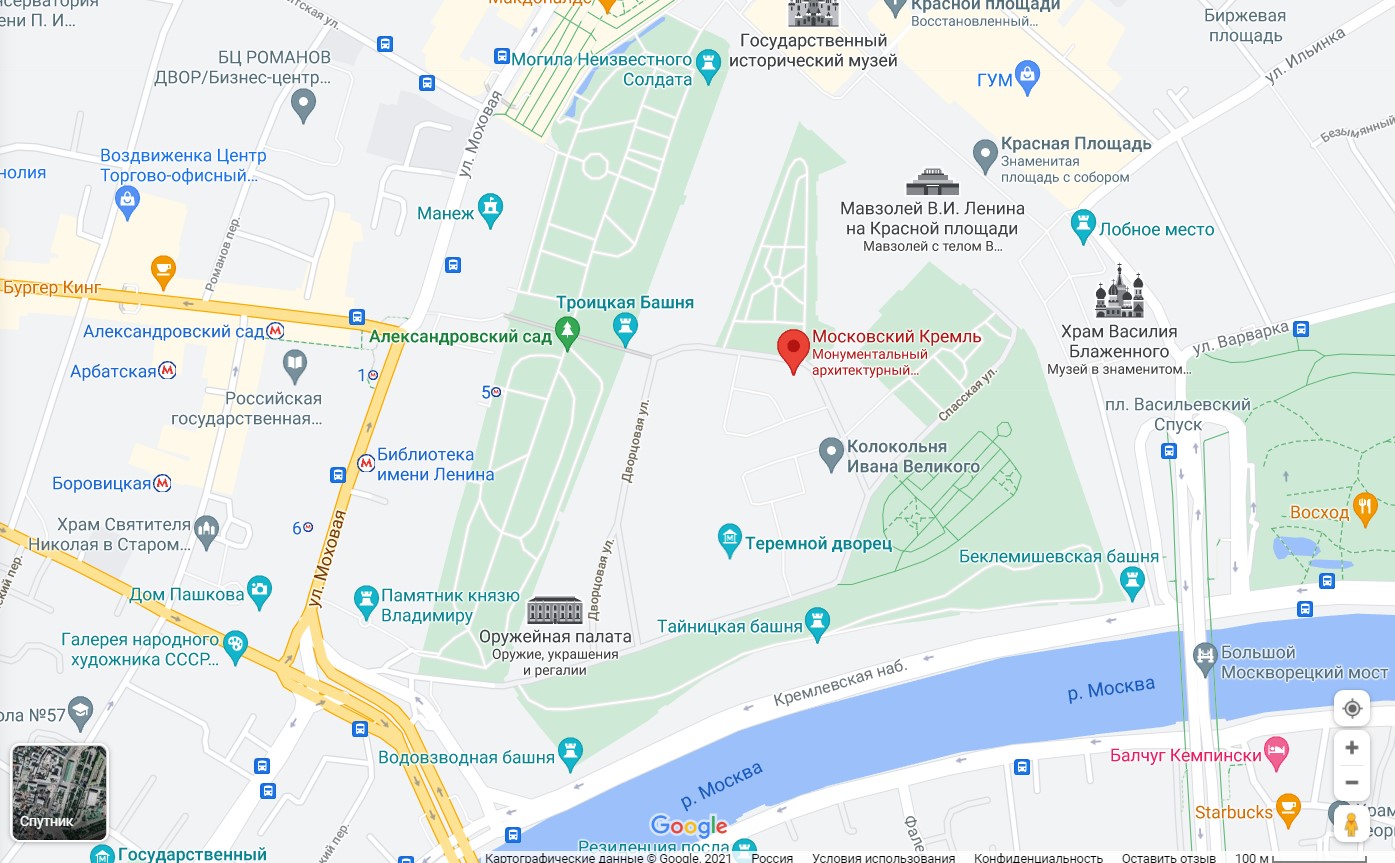 нсерватория
ени П. И...
Макдоналдс
Красной площади
Восстановленный...
Биржевая
площадь
Государственный
исторический музей
БЦ РОМАНОВ
ДВОР/Бизнес-центр...
Могила Неизвестного
Солдата
ГУМ
ул. Ильинка
ул. Моховая
Безымянный
Красная Площадь
Знаменитая
площадь с собором
Воздвиженка Центр
Торгово-офисный...
нолия
Манеж
Мавзолей В.И. Ленина
на Красной площади
Мавзолей с телом В...
Лобное место
Романов пер.
Бургер Кинг
Троицкая Башня
Александровский сад
Александровский сад
Московский Кремль
Монументальный
архитектурный...
Храм Василия
Блаженного
Музей в знаменитом...
ул. Варварка
Арбатская
1
5
Российская
государственная...
Спасская ул.
пл. Васильевский
Спуск
Дворцовая ул.
Колокольня
Ивана Великого
Библиотека
имени Ленина
Боровицкая
6
Храм Святителя
Николая в Старом...
Восход
ул. Моховая
Теремной дворец
Беклемишевская башня
ский пер.
Дом Пашкова
Памятник князю
Владимиру
Дворцовая ул.
Оружейная палата
Оружие, украшения
и регалии
Тайницкая башня
Галерея народного
художника СССР...
Большой
Москворецкий мост
Кремлевская наб.
р. Москва
ола №57
Водовзводная башня
Балчуг Кемпински
р. Москва
Спутник
Starbucks
Google
Резиденция посла
Государственный
Картографические данные © Google, 2021 Россия Условия использования Конфиденциальность Оставить отзыв 100 м